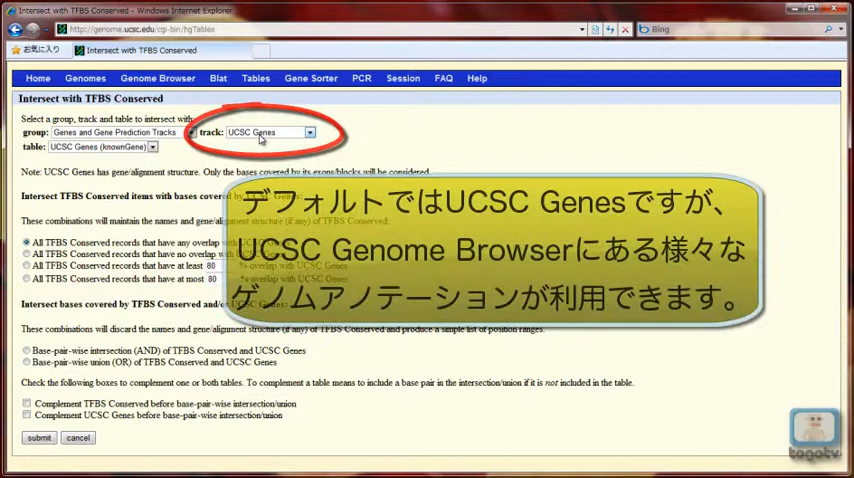 Intersect with TFBS Conserved - Windows Internet Explorer
http://genome.ucsc.edu/cgi-bin/hgTables
Bing
お気に入り
Intersect with TFBS Conserved
Home Genomes Genome Browser Blat Tables Gene Sorter PCR Session FAQ Help
Intersect with TFBS Conserved
Select a group, track and table to intersect with:
group: Genes and Gene Prediction Tracks track: UCSC Genes
table: UCSC Genes (knownGene)
Note: UCSC Genes has gene/alignment structure. Only the bases covered by its exons/blocks will be considered.
デフォルトではUCSC Genesですが、
UCSC Genome Browserにある様々な
ゲノムアノテーションが利用できます。
Intersect TFBS Conserved items with bases covered by UCSC Genes:
These combinations will maintain the names and gene/alignment structure (if any) of TFBS Conserved:
All TFBS Conserved records that have any overlap with UCSC Genes
All TFBS Conserved records that have no overlap with UCSC Genes
All TFBS Conserved records that have at least 80 % overlap with UCSC Genes
All TFBS Conserved records that have at most 80 % overlap with UCSC Genes
Intersect bases covered by TFBS Conserved and/or UCSC Genes:
These combinations will discard the names and gene/alignment structure (if any) of TFBS Conserved and produce a simple list of position ranges.
Base-pair-wise intersection (AND) of TFBS Conserved and UCSC Genes
Base-pair-wise union (OR) of TFBS Conserved and UCSC Genes
Check the following boxes to complement one or both tables. To complement a table means to include a base pair in the intersection/union if it is not included in the table.
Complement TFBS Conserved before base-pair-wise intersection/union
Complement UCSC Genes before base-pair-wise intersection/union
submit cancel
togotv